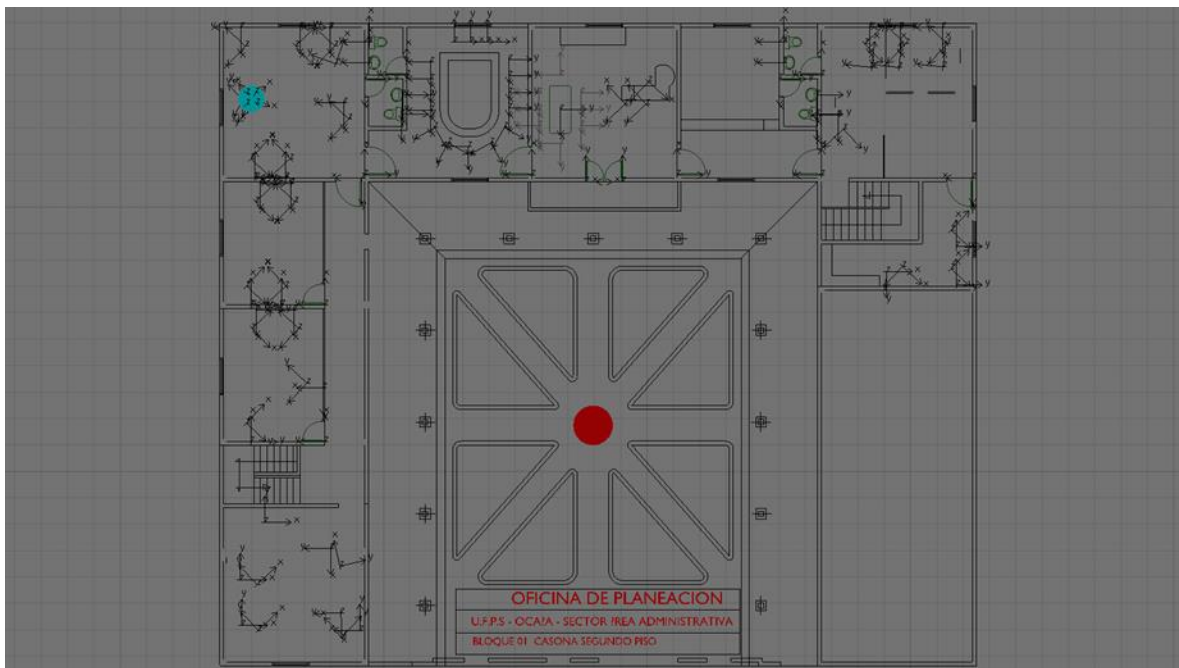 OFICINA DE PLANEACION
U.F.P.S - OCA/A - SECTOR /REA ADMINISTRATIVA
BLOQUE 01 CASONA SEGUNDO PISO